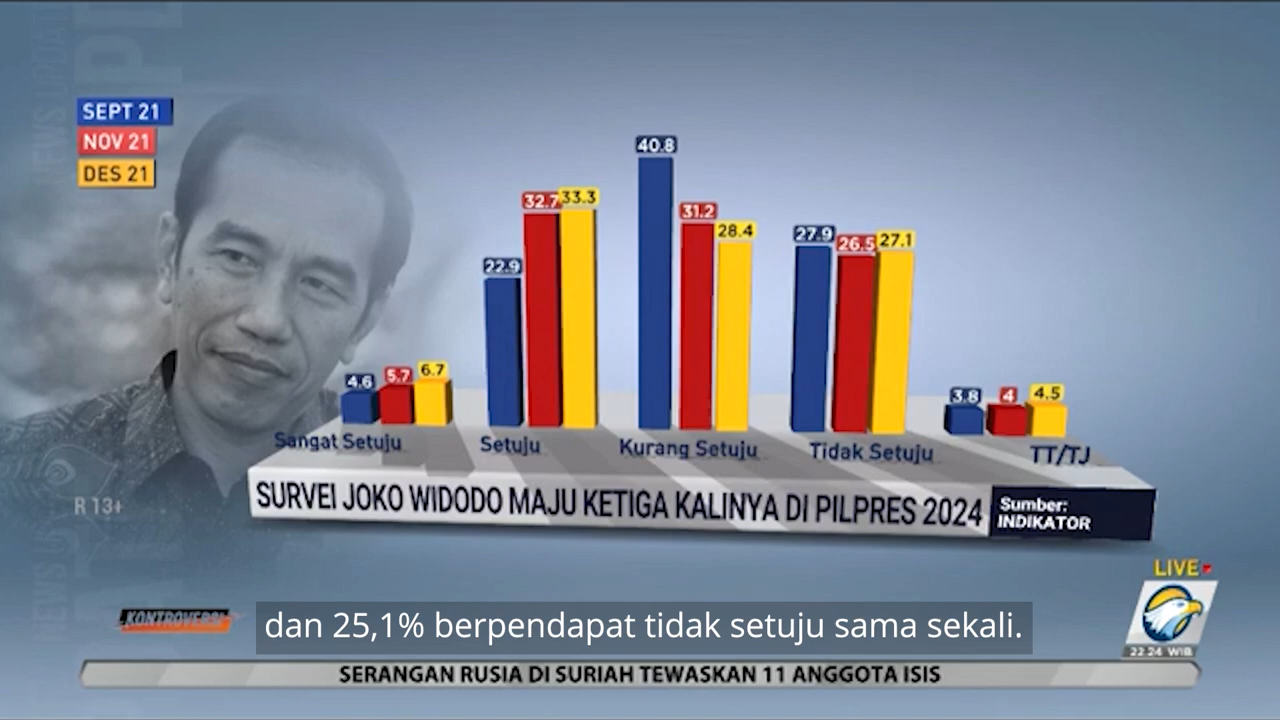 SEPT 21
NOV 21
DES 21
4.6
5.7
6.7
22.9
32.7
33.3
40.8
31.2
28.4
27.9
26.5
27.1
3.8
4
4.5
Sangat Setuju
Setuju
Kurang Setuju
Tidak Setuju
TT/TJ
SURVEI JOKO WIDODO MAJU KETIGA KALINYA DI PILPRES 2024
Sumber:
INDIKATOR
R 13+
LIVE
KONTROVERSI
dan 25,1% berpendapat tidak setuju sama sekali.
22:24 WIB
SERANGAN RUSIA DI SURIAH TEWASKAN 11 ANGGOTA ISIS